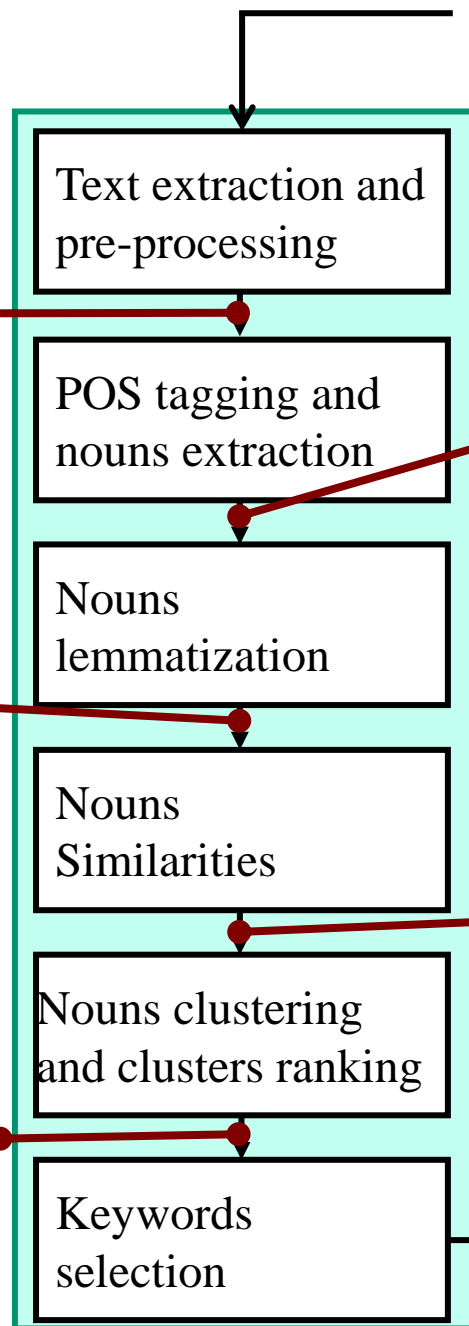 Text extraction and
pre-processing
POS tagging and
nouns extraction
Nouns
lemmatization
Nouns
Similarities
Nouns clustering
and clusters ranking
Keywords
selection